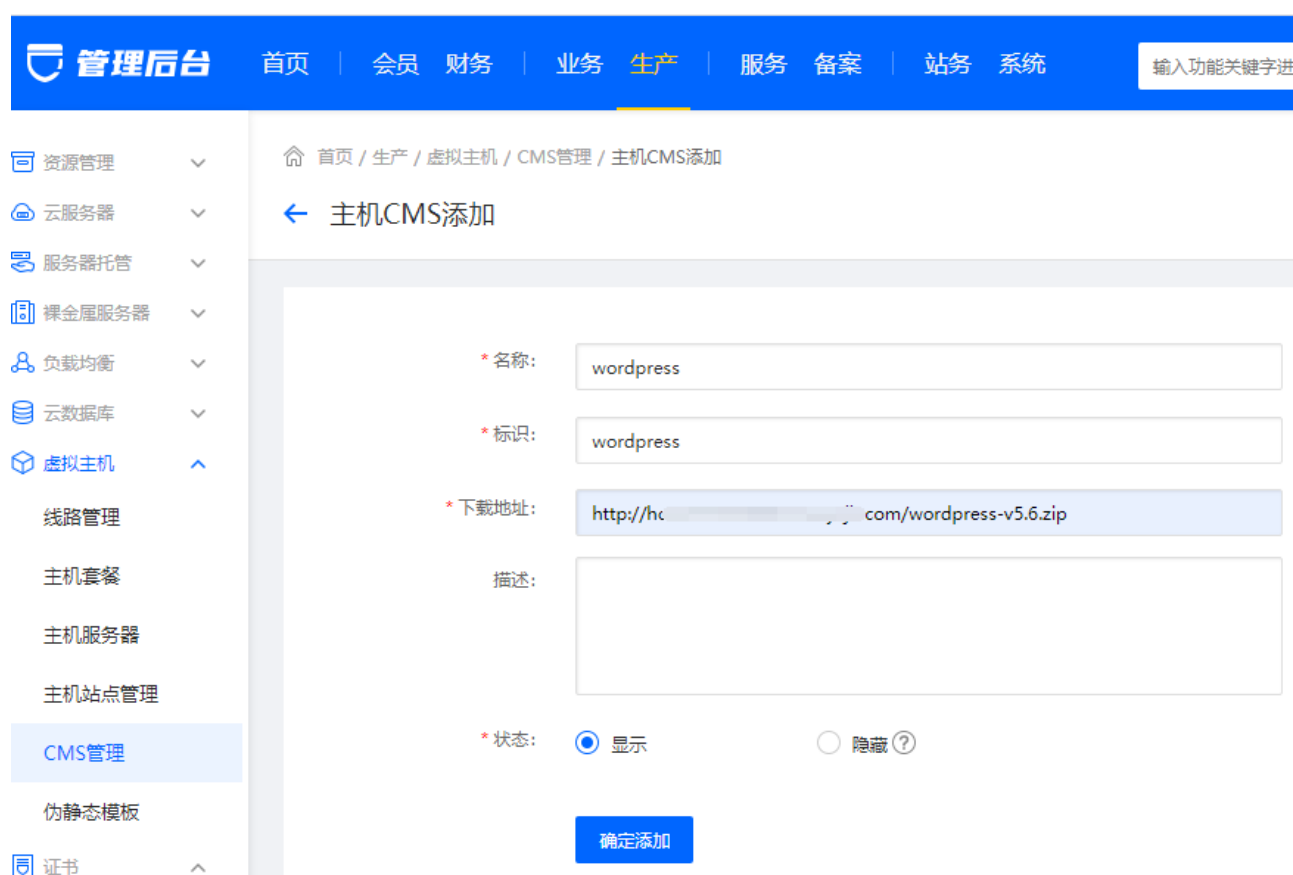 管理后台 首页 会员 财务 业务 生产 服务 备案 站务 系统 输入功能关键字进
资源管理
云服务器
服务器托管
裸金属服务器
负载均衡
云数据库
虚拟主机
线路管理
主机套餐
主机服务器
主机站点管理
CMS管理
伪静态模板
证书
首页 / 生产 / 虚拟主机 / CMS管理 / 主机CMS添加
← 主机CMS添加
* 名称: wordpress
* 标识: wordpress
* 下载地址: http://h com/wordpress-v5.6.zip
描述:
* 状态: 显示 隐藏 ?
确定添加